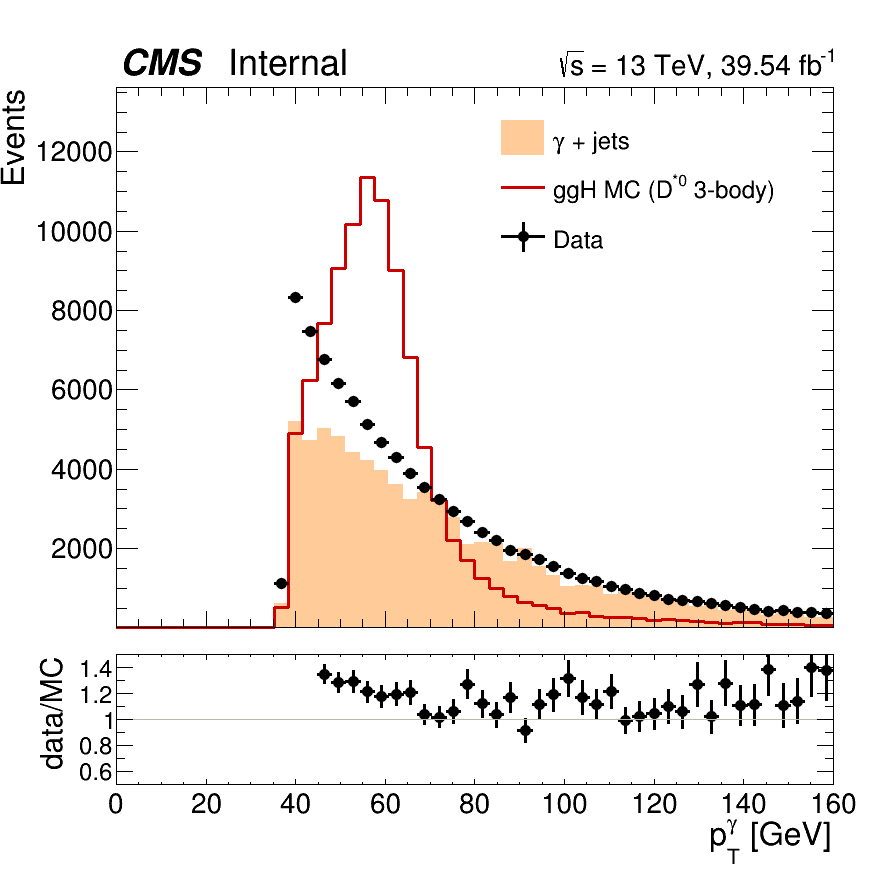 CMS Internal √s = 13 TeV, 39.54 fb⁻¹
Events
12000
10000
8000
6000
4000
2000
γ + jets
ggH MC (D*⁰ 3-body)
Data
data/MC
1.4
1.2
1
0.8
0.6
0 20 40 60 80 100 120 140 160
p_T^γ [GeV]